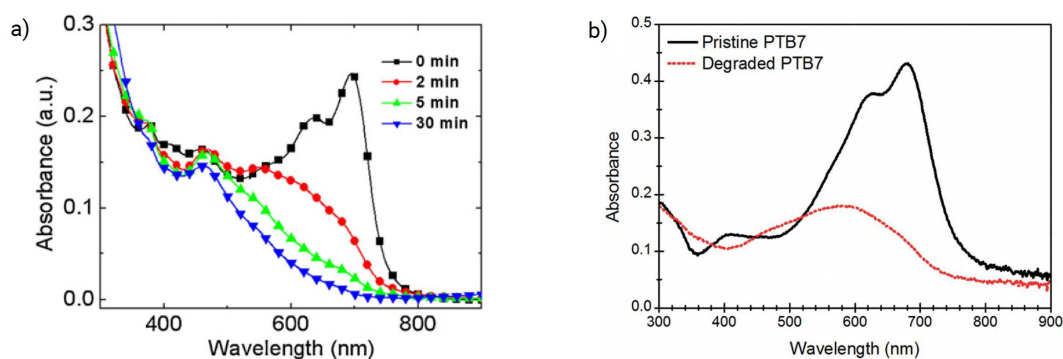 a)
0.3
0.2
0.1
0.0
Absorbance (a.u.)
400
600
800
Wavelength (nm)
0 min
2 min
5 min
30 min
b)
0.5
0.4
0.3
0.2
0.1
0.0
Absorbance
300
400
500
600
700
800
900
Wavelength (nm)
Pristine PTB7
Degraded PTB7